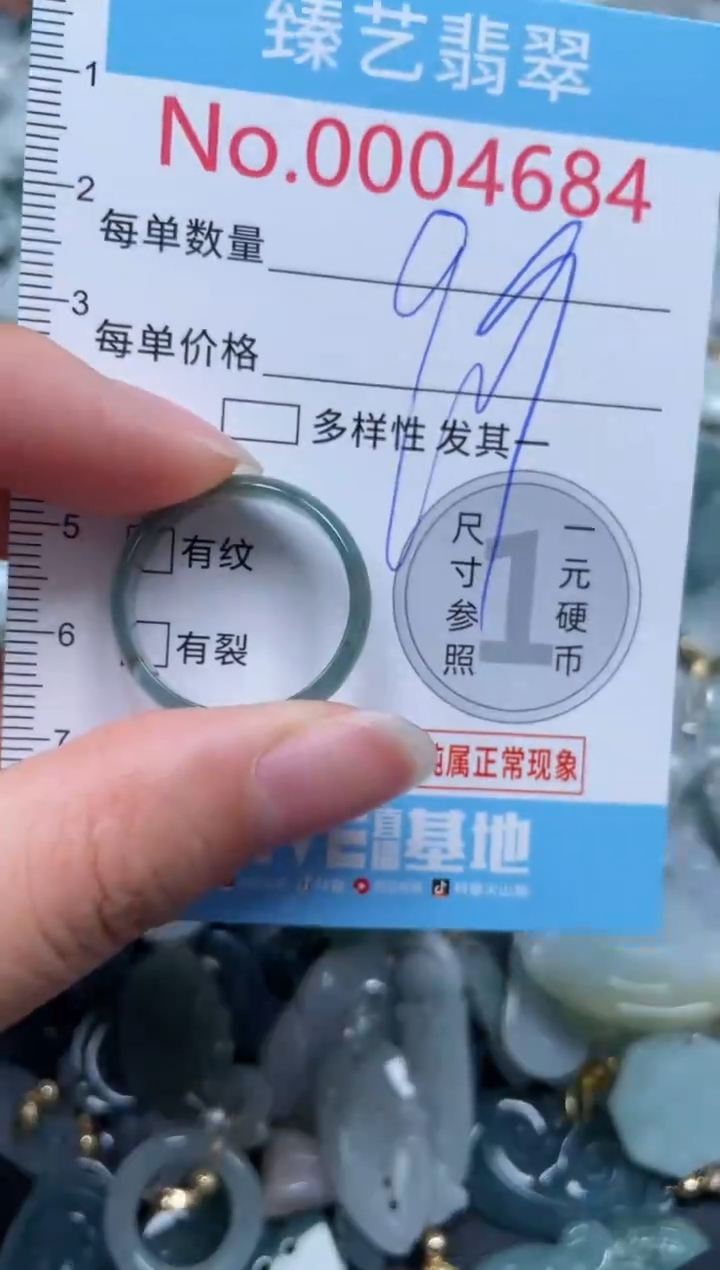 臻艺翡翠
No.0004684
1
2
每单数量
3
每单价格
多样性 发其一
5
有纹
尺寸参照
1
一元硬币
6
有裂
7
属正常现象
基地